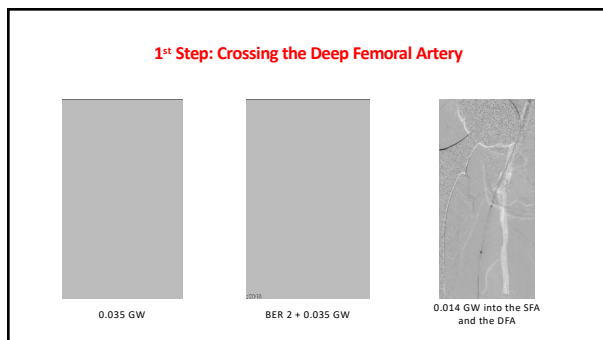 1st Step: Crossing the Deep Femoral Artery
0.035 GW
BER 2 + 0.035 GW
0.014 GW into the SFA
and the DFA